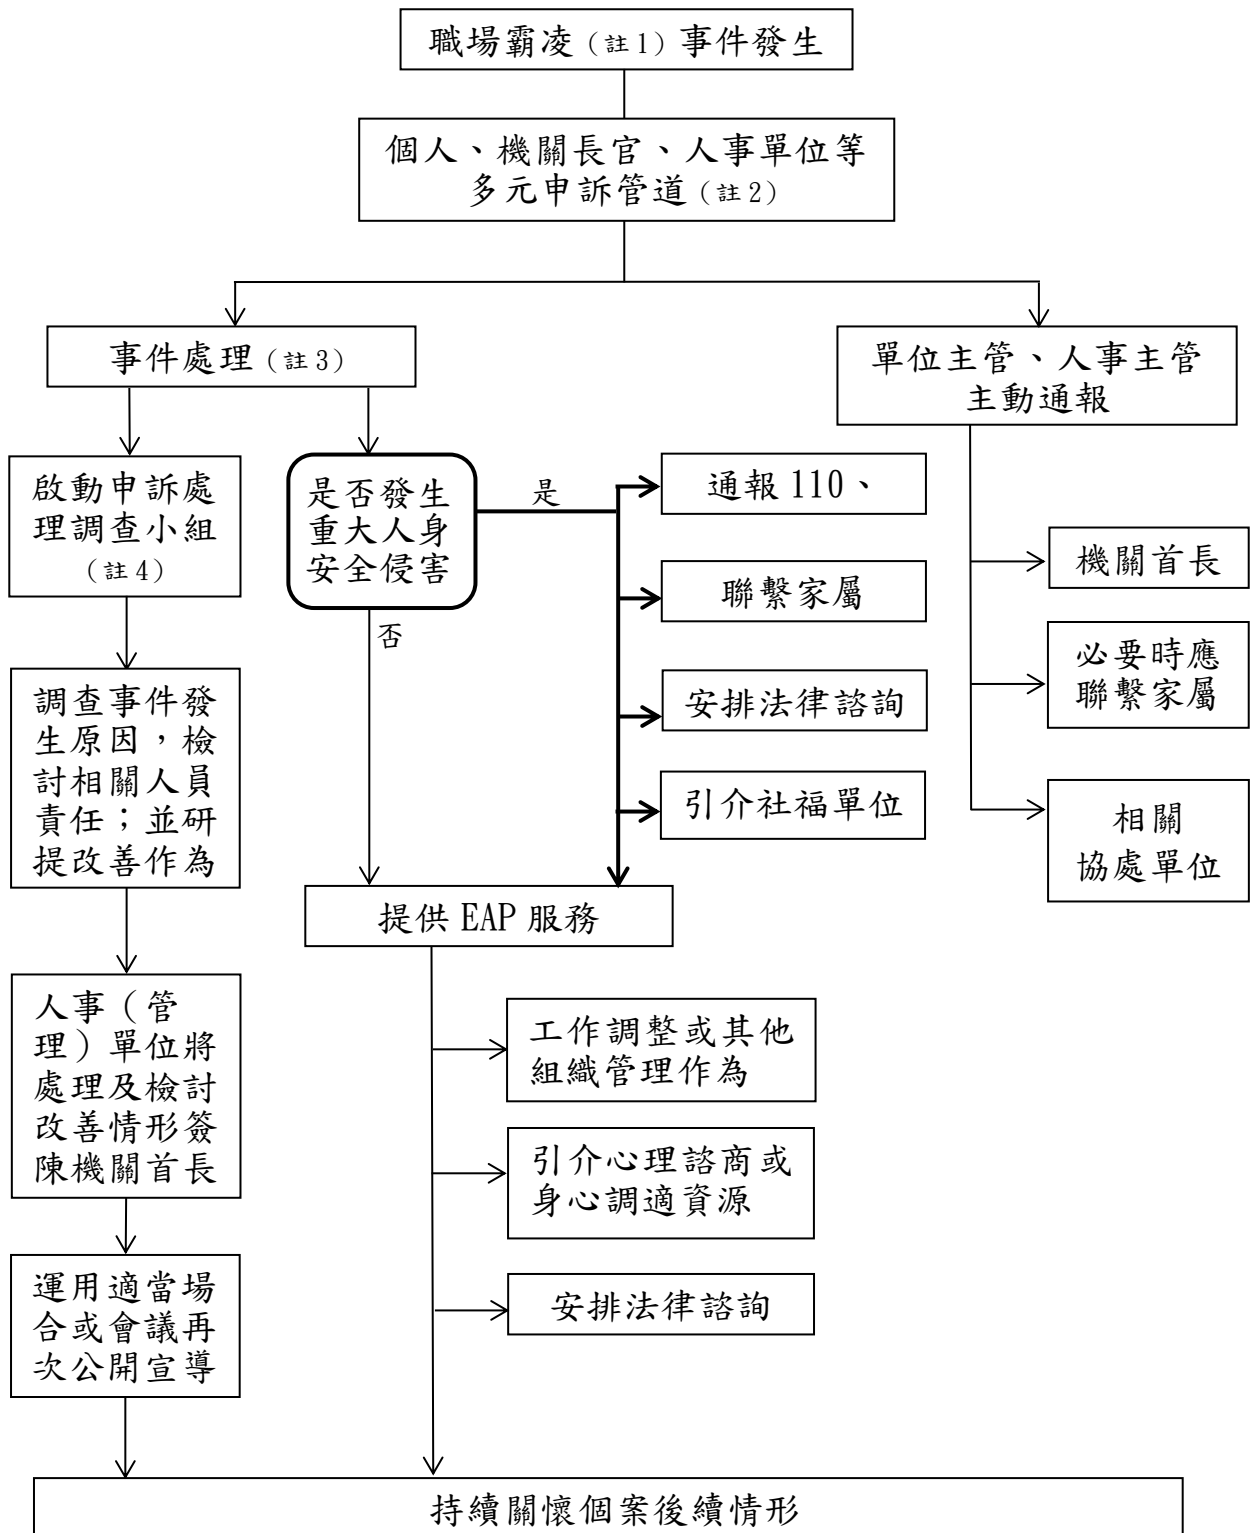 職場霸凌(註1)事件發生
個人、機關長官、人事單位等
多元申訴管道(註2)
事件處理(註3)
單位主管、人事主管
主動通報
啟動申訴處
理調查小組
(註4)
是否發生
重大人身
安全侵害
是
否
通報110、
聯繫家屬
安排法律諮詢
引介社福單位
機關首長
必要時應
聯繫家屬
相關
協處單位
調查事件發
生原因，檢
討相關人員
責任；並研
提改善作為
提供EAP服務
人事（管
理）單位將
處理及檢討
改善情形簽
陳機關首長
工作調整或其他
組織管理作為
引介心理諮商或
身心調適資源
安排法律諮詢
運用適當場
合或會議再
次公開宣導
持續關懷個案後續情形